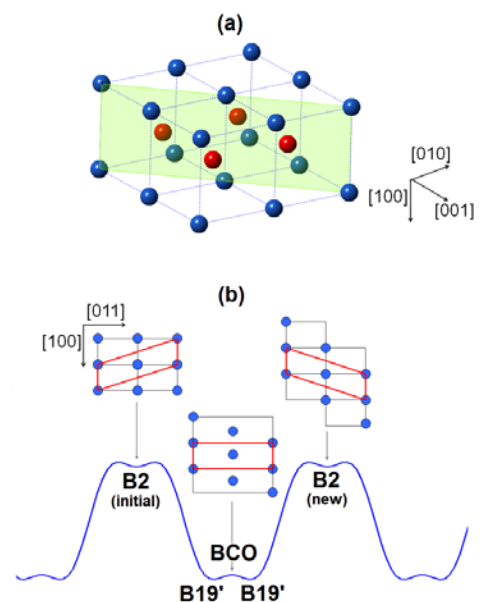 (a)
[010]
[100]
[001]
(b)
[011]
[100]
B2
(initial)
B2
(new)
BCO
B19' B19'